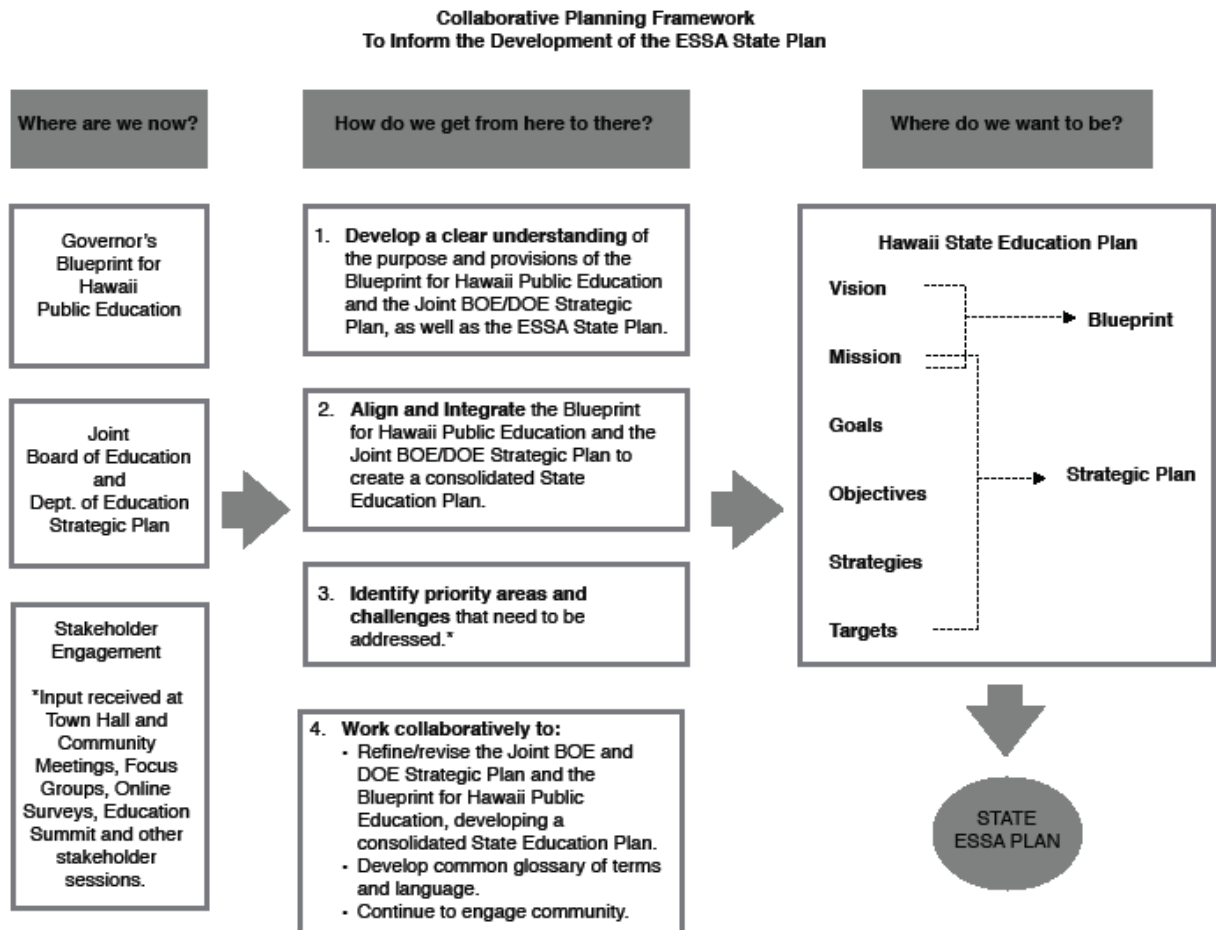 Collaborative Planning Framework
To Inform the Development of the ESSA State Plan
Where are we now?
Governor's
Blueprint for
Hawaii
Public Education
Joint
Board of Education
and
Dept. of Education
Strategic Plan
Stakeholder
Engagement
*Input received at
Town Hall and
Community
Meetings, Focus
Groups, Online
Surveys, Education
Summit and other
stakeholder
sessions.
How do we get from here to there?
1. Develop a clear understanding of
the purpose and provisions of the
Blueprint for Hawaii Public Education
and the Joint BOE/DOE Strategic
Plan, as well as the ESSA State Plan.
2. Align and Integrate the Blueprint
for Hawaii Public Education and the
Joint BOE/DOE Strategic Plan to
create a consolidated State
Education Plan.
3. Identify priority areas and
challenges that need to be
addressed.*
4. Work collaboratively to:
- Refine/revise the Joint BOE and
DOE Strategic Plan and the
Blueprint for Hawaii Public
Education, developing a
consolidated State Education Plan.
- Develop common glossary of terms
and language.
- Continue to engage community.
Where do we want to be?
Hawaii State Education Plan
Vision
Blueprint
Mission
Goals
Strategic Plan
Objectives
Strategies
Targets
STATE
ESSA PLAN